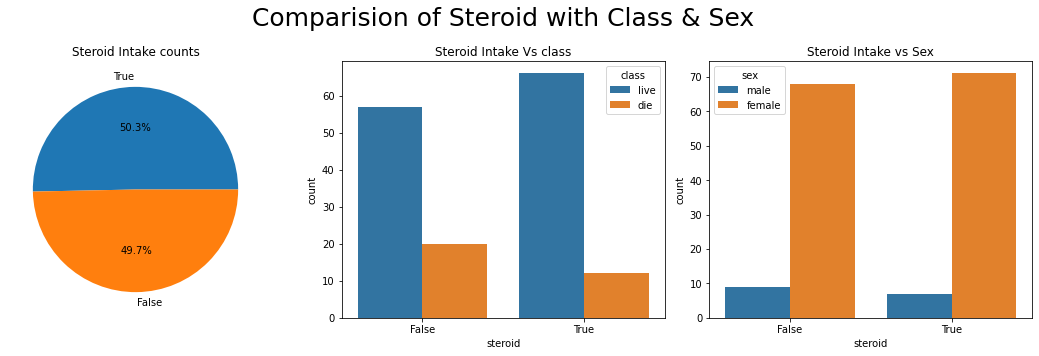 Comparision of Steroid with Class & Sex
Steroid Intake counts
True
50.3%
49.7%
False
Steroid Intake Vs class
class
live
die
count
60
50
40
30
20
10
0
False True
steroid
Steroid Intake vs Sex
sex
male
female
count
70
60
50
40
30
20
10
0
False True
steroid